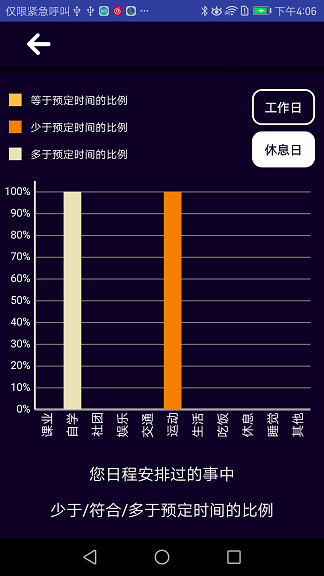 仅限紧急呼叫 ... 下午4:06
等于预定时间的比例
少于预定时间的比例
多于预定时间的比例
工作日
休息日
100%
90%
80%
70%
60%
50%
40%
30%
20%
10%
0%
课业 自学 社团 娱乐 交通 运动 生活 吃饭 休息 睡觉 其他
您日程安排过的事中
少于/符合/多于预定时间的比例